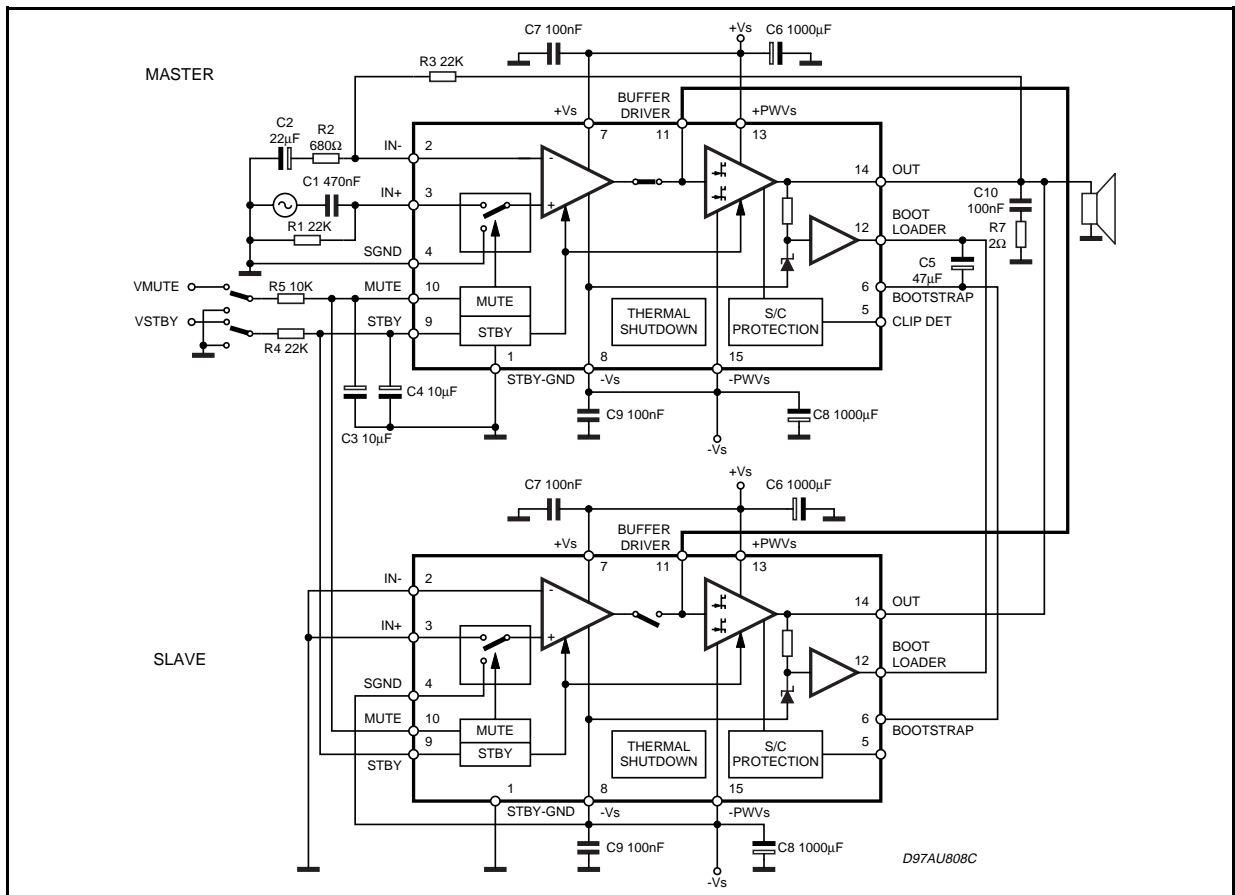 MASTER
C7 100nF
+Vs
C6 1000µF
R3 22K
+Vs
BUFFER
DRIVER
+PWVs
7
11
13
C2
22µF
R2
680Ω
IN-
2
C1 470nF
IN+
3
R1 22K
SGND
4
-
+
14
OUT
C10
100nF
R7
2Ω
BOOT
LOADER
12
C5
47µF
6
BOOTSTRAP
5
CLIP DET
VMUTE
R5 10K
MUTE
10
MUTE
VSTBY
R4 22K
STBY
9
STBY
THERMAL
SHUTDOWN
S/C
PROTECTION
1
8
15
STBY-GND
-Vs
-PWVs
C4 10µF
C3 10µF
C9 100nF
C8 1000µF
-Vs
SLAVE
C7 100nF
+Vs
C6 1000µF
+Vs
BUFFER
DRIVER
+PWVs
7
11
13
IN-
2
IN+
3
SGND
4
-
+
14
OUT
BOOT
LOADER
12
6
BOOTSTRAP
5
MUTE
10
MUTE
9
STBY
STBY
THERMAL
SHUTDOWN
S/C
PROTECTION
1
8
15
STBY-GND
-Vs
-PWVs
C9 100nF
C8 1000µF
-Vs
D97AU808C